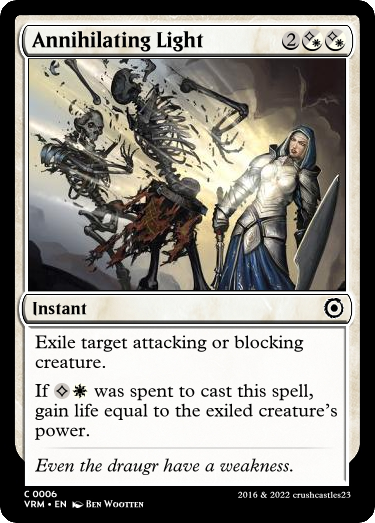 Annihilating Light 2
Instant
Exile target attacking or blocking
creature.
If was spent to cast this spell,
gain life equal to the exiled creature's
power.
Even the draugr have a weakness.
C 0006
VRM • EN Ben Wootten
2016 & 2022 crushcastles23